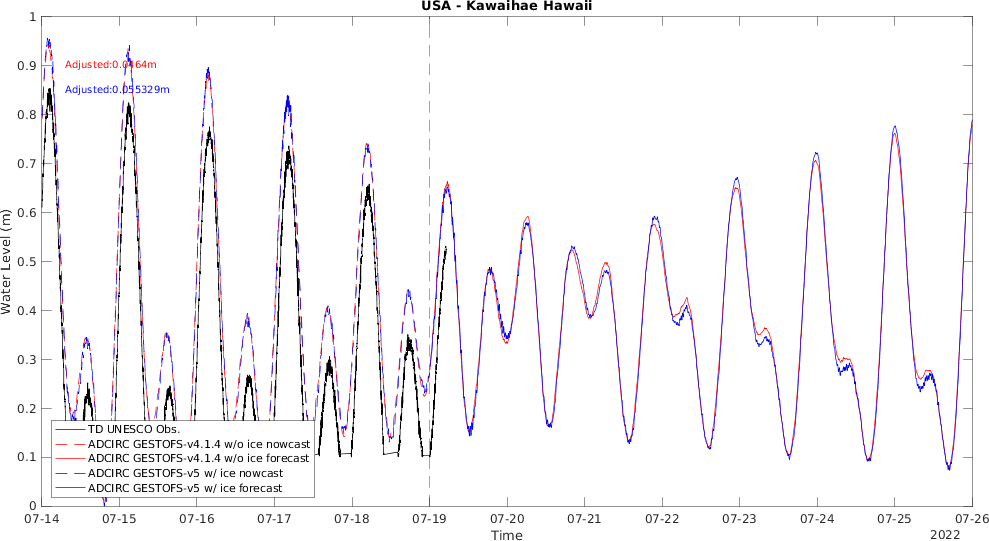 USA - Kawaihae Hawaii
1
0.9
0.8
0.7
0.6
0.5
0.4
0.3
0.2
0.1
0
Water Level (m)
Adjusted:0.0464m
Adjusted:0.055329m
TD UNESCO Obs.
ADCIRC GESTOFS-v4.1.4 w/o ice nowcast
ADCIRC GESTOFS-v4.1.4 w/o ice forecast
ADCIRC GESTOFS-v5 w/ ice nowcast
ADCIRC GESTOFS-v5 w/ ice forecast
07-14 07-15 07-16 07-17 07-18 07-19 07-20 07-21 07-22 07-23 07-24 07-25 07-26
Time
2022